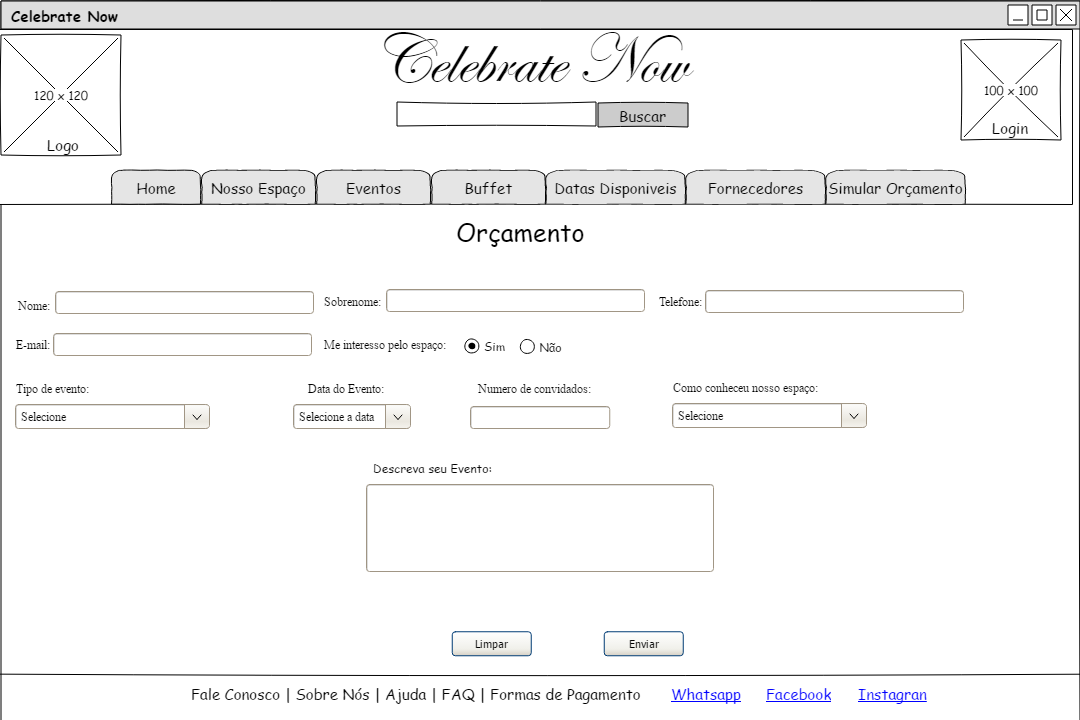 Celebrate Now
Celebrate Now
120 x 120
Logo
100 x 100
Login
Buscar
Home Nosso Espaço Eventos Buffet Datas Disponiveis Fornecedores Simular Orçamento
Orçamento
Nome: Sobrenome: Telefone:
E-mail: Me interesso pelo espaço: Sim Não
Tipo de evento: Data do Evento: Numero de convidados: Como conheceu nosso espaço:
Selecione Selecione a data Selecione
Descreva seu Evento:
Limpar Enviar
Fale Conosco | Sobre Nós | Ajuda | FAQ | Formas de Pagamento Whatsapp Facebook Instagran